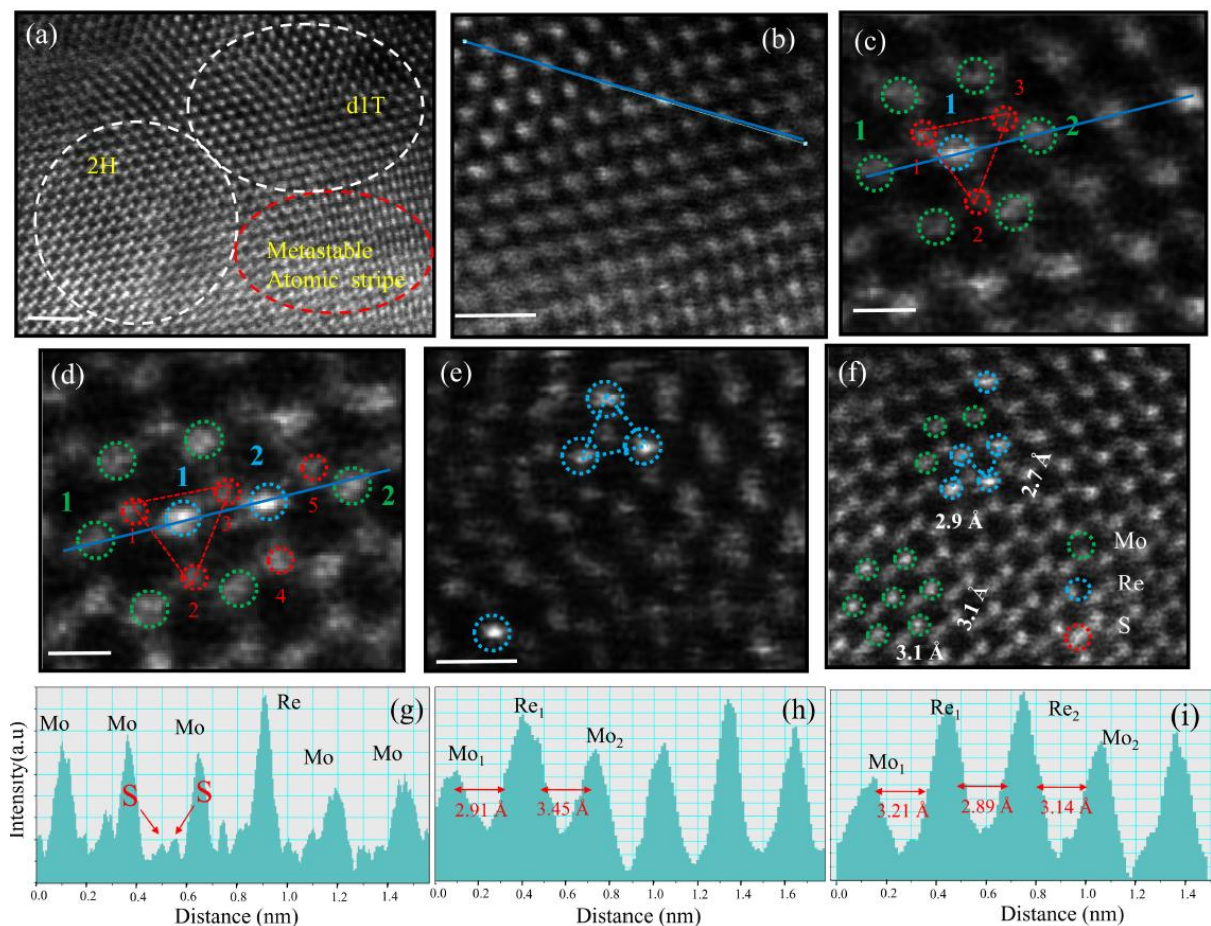 (a)
d1T
2H
Metastable
Atomic stripe
(b)
(c)
1
1
3
2
1
2
(d)
1
2
1
1
3
5
2
2
4
(e)
(f)
2.7 Å
2.9 Å
3.1 Å
3.1 Å
Mo
Re
S
Intensity(a.u)
(g)
Mo
Mo
Mo
Re
Mo
Mo
S
S
0.0 0.2 0.4 0.6 0.8 1.0 1.2 1.4
Distance (nm)
(h)
Re1
Mo1
Mo2
2.91 Å
3.45 Å
0.0 0.2 0.4 0.6 0.8 1.0 1.2 1.4 1.6
Distance (nm)
(i)
Re1
Re2
Mo1
Mo2
3.21 Å
2.89 Å
3.14 Å
0.0 0.2 0.4 0.6 0.8 1.0 1.2 1.4
Distance (nm)